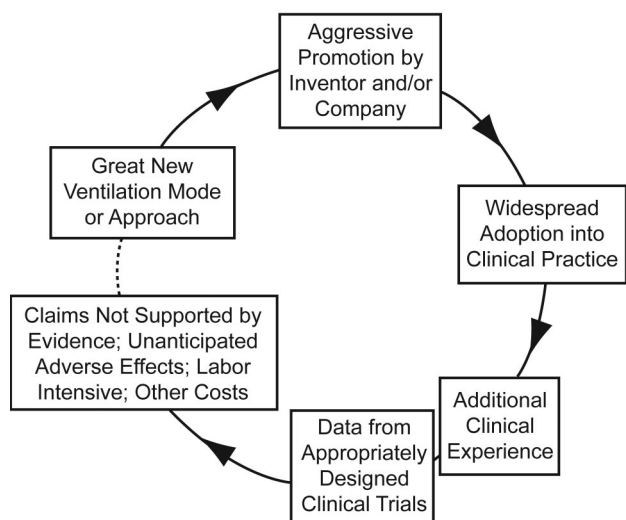 Aggressive
Promotion by
Inventor and/or
Company
Widespread
Adoption into
Clinical Practice
Additional
Clinical
Experience
Data from
Appropriately
Designed
Clinical Trials
Claims Not Supported by
Evidence; Unanticipated
Adverse Effects; Labor
Intensive; Other Costs
Great New
Ventilation Mode
or Approach